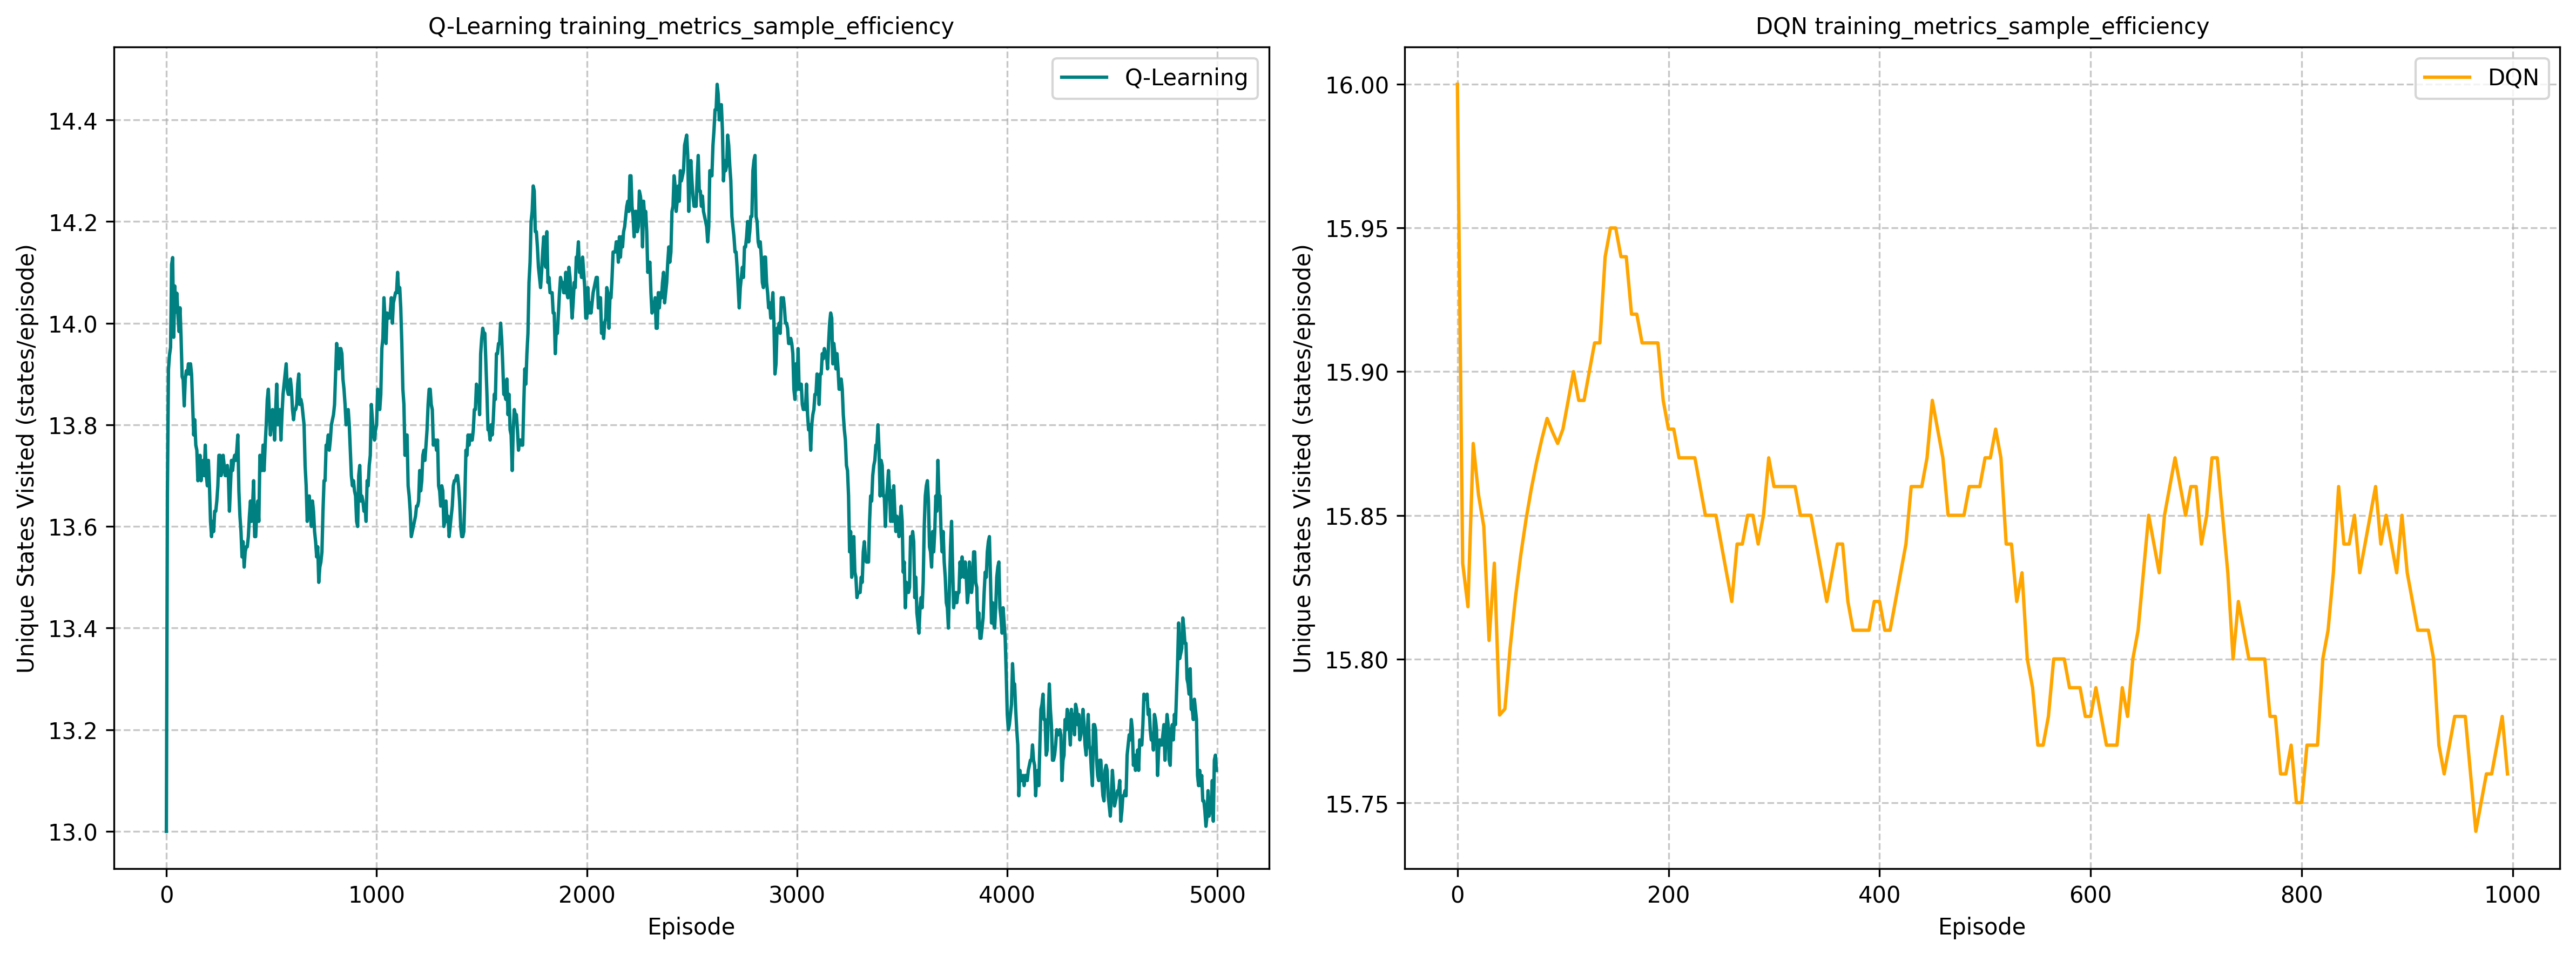 Q-Learning training_metrics_sample_efficiency
Q-Learning
Unique States Visited (states/episode)
14.4
14.2
14.0
13.8
13.6
13.4
13.2
13.0
0 1000 2000 3000 4000 5000
Episode
DQN training_metrics_sample_efficiency
DQN
Unique States Visited (states/episode)
16.00
15.95
15.90
15.85
15.80
15.75
0 200 400 600 800 1000
Episode